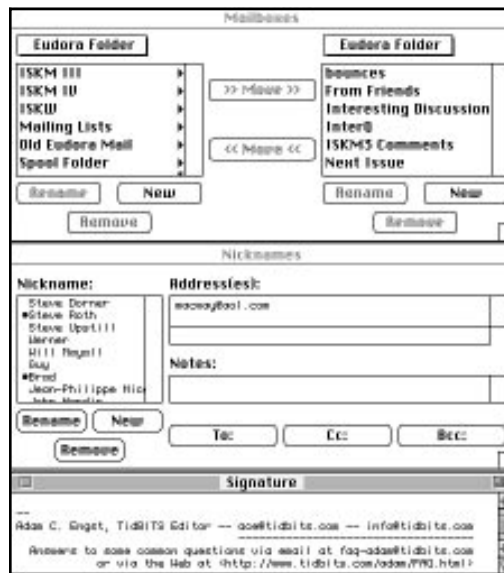 Mailboxes
Eudora Folder
ISKM III
ISKM IV
ISKW
Mailing Lists
Old Eudora Mail
Spool Folder
Rename New
Remove
>> Move >>
<< Move <<
Eudora Folder
bounces
From Friends
Interesting Discussion
InterQ
ISKM3 Comments
Next Issue
Rename New
Remove
Nicknames
Nickname:
Steve Dorner
Steve Roth
Steve Upstill
Werner
Will Mayall
Guy
Brad
Jean-Philippe Nic
Rename New
Remove
Address(es):
macway@aol.com
Notes:
To: Cc: Bcc:
Signature
--
Adam C. Engst, TidBITS Editor -- ace@tidbits.com -- info@tidbits.com
Answers to some common questions via email at faq-adam@tidbits.com
or via the Web at <http://www.tidbits.com/adam/FAQ.html>